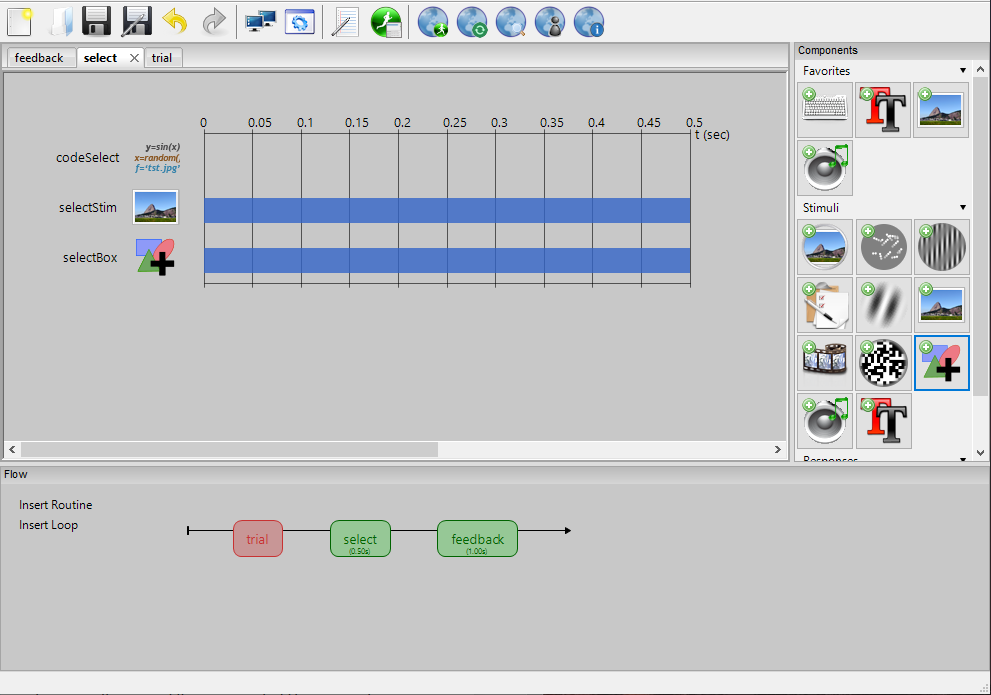 feedback
select
trial
Components
Favorites
0 0.05 0.1 0.15 0.2 0.25 0.3 0.35 0.4 0.45 0.5
t (sec)
codeSelect
y=sin(x)
x=random(,
f='tst.jpg'
selectStim
selectBox
Stimuli
Responses
Flow
Insert Routine
Insert Loop
trial
select
(0.50s)
feedback
(1.00s)